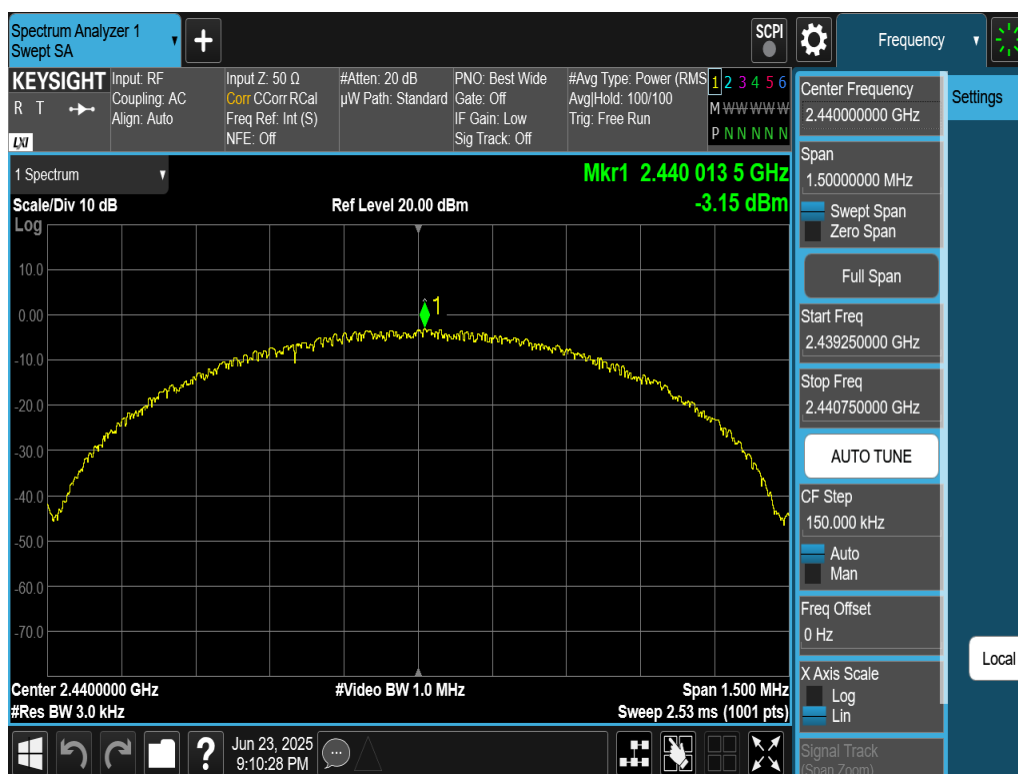 Spectrum Analyzer 1
Swept SA
+
SCPI
Frequency
KEYSIGHT
R T
LXI
Input: RF
Coupling: AC
Align: Auto
Input Z: 50 Ω
Corr CCorr RCal
Freq Ref: Int (S)
NFE: Off
#Atten: 20 dB
µW Path: Standard
PNO: Best Wide
Gate: Off
IF Gain: Low
Sig Track: Off
#Avg Type: Power (RMS
Avg|Hold: 100/100
Trig: Free Run
1 2 3 4 5 6
M W W W W W
P N N N N N
1 Spectrum
Mkr1 2.440 013 5 GHz
Scale/Div 10 dB
Ref Level 20.00 dBm
-3.15 dBm
Log
10.0
0.00
-10.0
-20.0
-30.0
-40.0
-50.0
-60.0
-70.0
1
Center 2.4400000 GHz
#Video BW 1.0 MHz
Span 1.500 MHz
#Res BW 3.0 kHz
Sweep 2.53 ms (1001 pts)
?
Jun 23, 2025
9:10:28 PM
Center Frequency
2.440000000 GHz
Span
1.50000000 MHz
Swept Span
Zero Span
Full Span
Start Freq
2.439250000 GHz
Stop Freq
2.440750000 GHz
AUTO TUNE
CF Step
150.000 kHz
Auto
Man
Freq Offset
0 Hz
X Axis Scale
Log
Lin
Signal Track
(Span Zoom)
Settings
Local